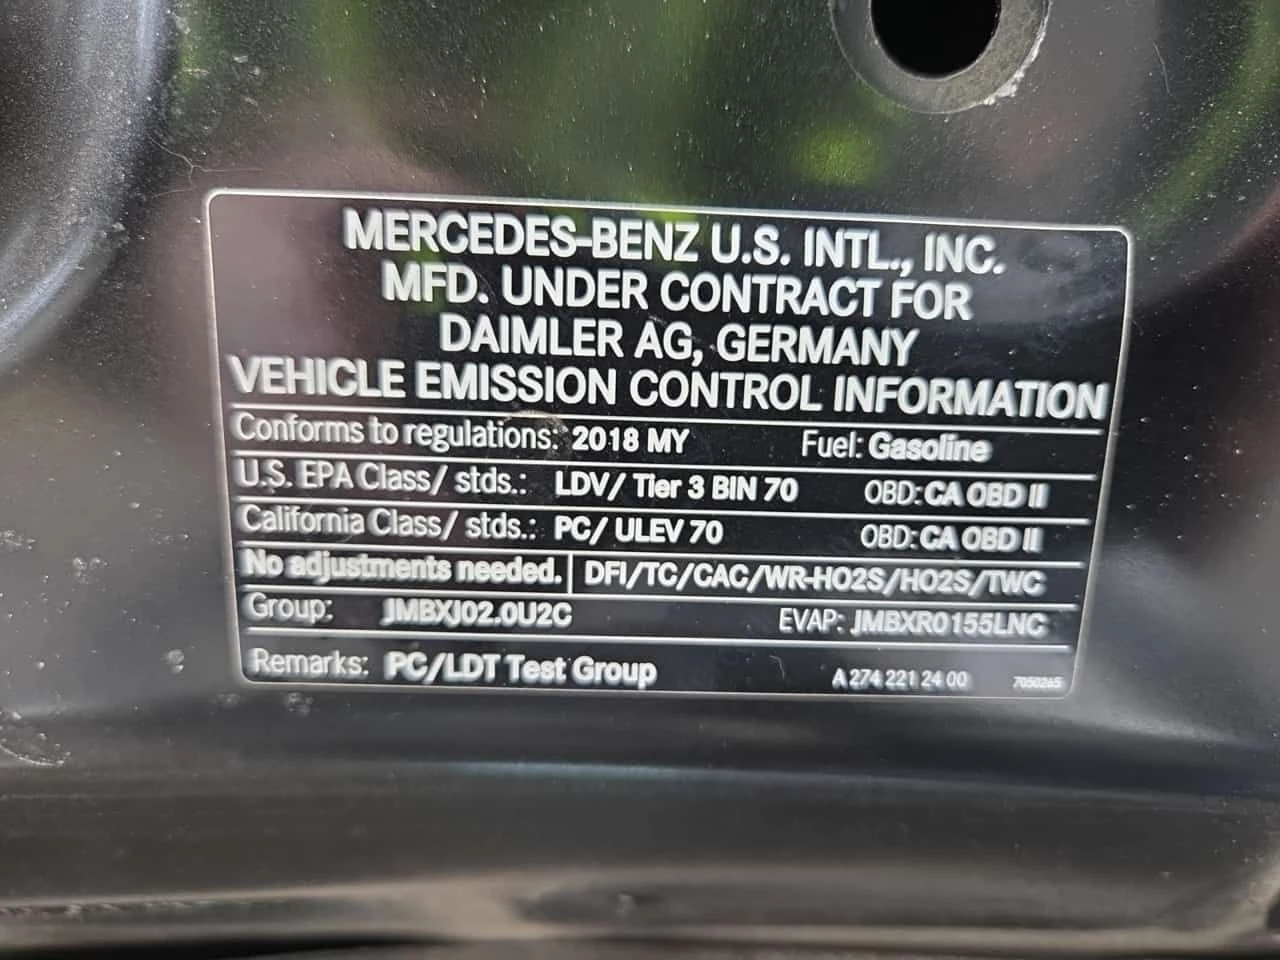 MERCEDES-BENZ U.S. INTL., INC.
MFD. UNDER CONTRACT FOR
DAIMLER AG, GERMANY
VEHICLE EMISSION CONTROL INFORMATION
Conforms to regulations: 2018 MY Fuel: Gasoline
U.S. EPA Class/ stds.: LDV/ Tier 3 BIN 70 OBD: CA OBD II
California Class/ stds.: PC/ ULEV 70 OBD: CA OBD II
No adjustments needed. DFI/TC/CAC/WR-HO2S/HO2S/TWC
Group: JMBXJ02.0U2C EVAP: JMBXR0155LNC
Remarks: PC/LDT Test Group A 274 221 24 00 7050265